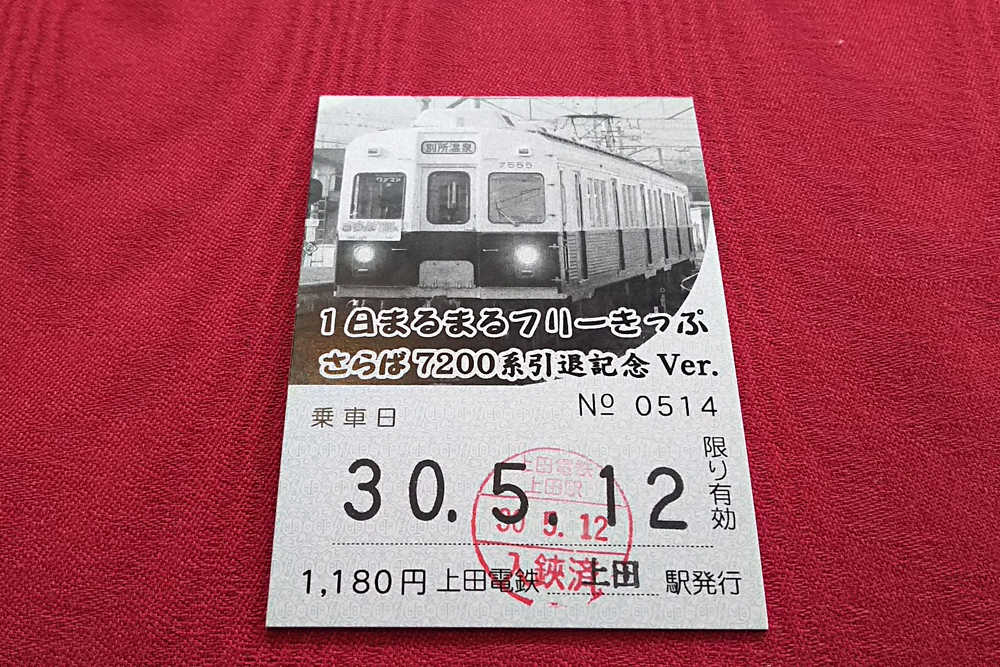 別所温泉
7555
ワンマン
1日まるまるフリーきっぷ
さらば7200系引退記念 Ver.
乗車日
№ 0514
30.5.12
限り有効
上田電鉄
上田駅
30 5.12
入鋏済
1,180円 上田電鉄 上田 駅発行